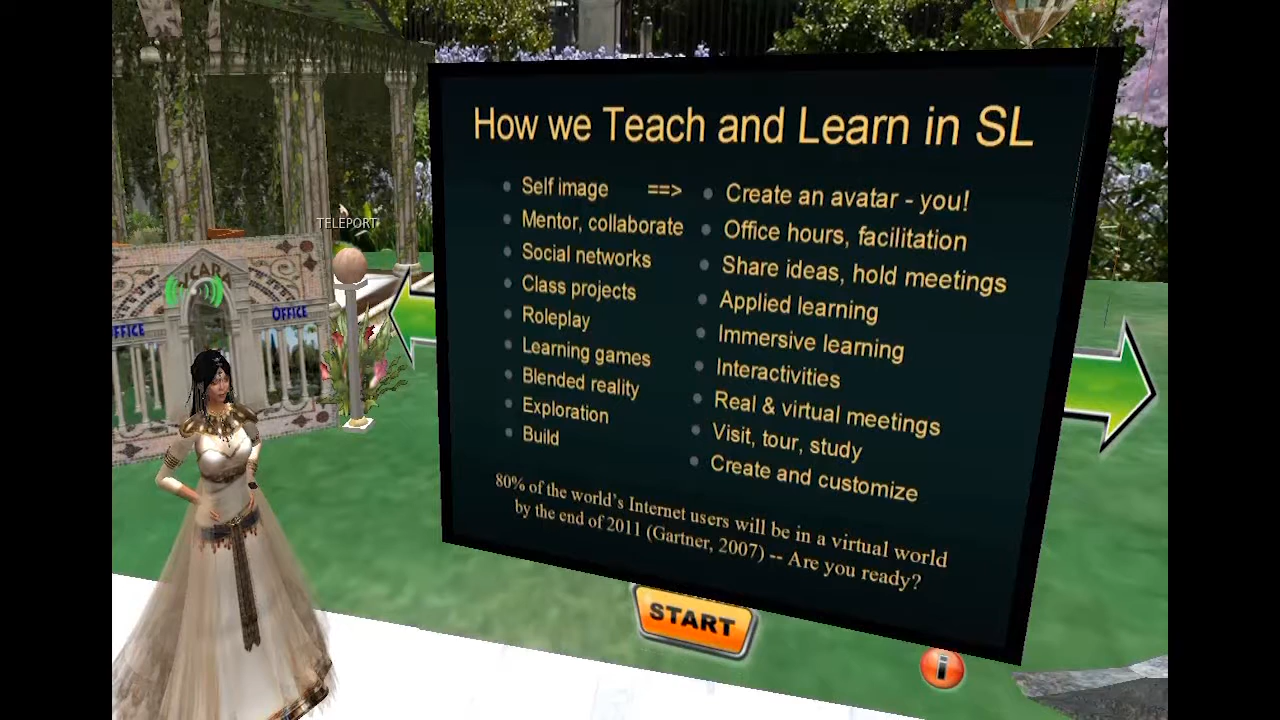 How we Teach and Learn in SL
Self image ==>
Mentor, collaborate
Social networks
Class projects
Roleplay
Learning games
Blended reality
Exploration
Build
Create an avatar - you!
Office hours, facilitation
Share ideas, hold meetings
Applied learning
Immersive learning
Interactivities
Real & virtual meetings
Visit, tour, study
Create and customize
80% of the world's Internet users will be in a virtual world
by the end of 2011 (Gartner, 2007) -- Are you ready?
TELEPORT
OFFICE
OFFICE
START
i